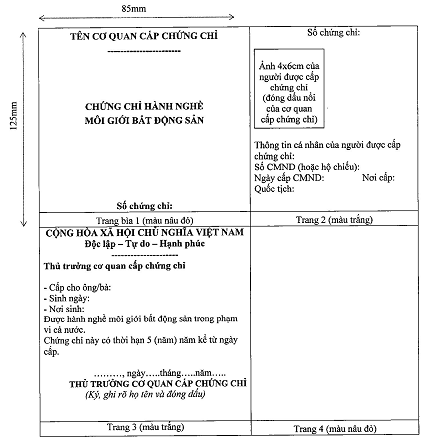 85mm
125mm
TÊN CƠ QUAN CẤP CHỨNG CHỈ
-----------------------
CHỨNG CHỈ HÀNH NGHỀ
MÔI GIỚI BẤT ĐỘNG SẢN
Số chứng chỉ:
Trang bìa 1 (màu nâu đỏ)
Số chứng chỉ:
Ảnh 4x6cm của
người được cấp
chứng chỉ
(đóng dấu nổi
của cơ quan
cấp chứng chỉ)
Thông tin cá nhân của người được cấp
chứng chỉ:
Số CMND (hoặc hộ chiếu):
Ngày cấp CMND: Nơi cấp:
Quốc tịch:
Trang 2 (màu trắng)
CỘNG HÒA XÃ HỘI CHỦ NGHĨA VIỆT NAM
Độc lập – Tự do – Hạnh phúc
-----------------------
Thủ trưởng cơ quan cấp chứng chỉ
- Cấp cho ông/bà:
- Sinh ngày:
- Nơi sinh:
Được hành nghề môi giới bất động sản trong phạm
vi cả nước.
Chứng chỉ này có thời hạn 5 (năm) năm kể từ ngày
cấp.
………, ngày…..tháng….năm…..
THỦ TRƯỞNG CƠ QUAN CẤP CHỨNG CHỈ
(Ký, ghi rõ họ tên và đóng dấu)
Trang 3 (màu trắng)
Trang 4 (màu nâu đỏ)